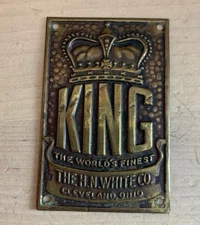 KING
THE WORLD'S FINEST
THE H.N. WHITE CO.
CLEVELAND, OHIO.